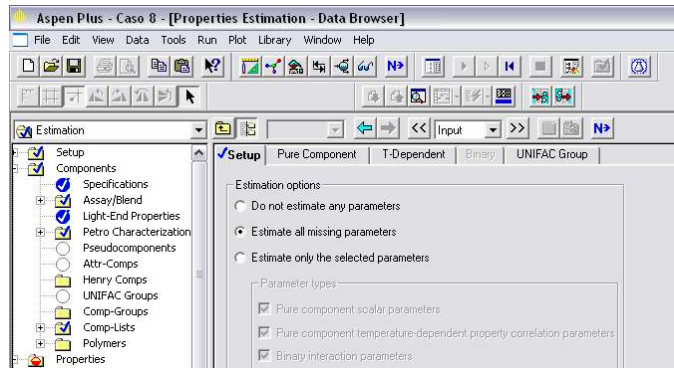 Aspen Plus - Caso 8 - [Properties Estimation - Data Browser]
File Edit View Data Tools Run Plot Library Window Help
N>
Estimation
Input
<< >> N>
Setup
Components
Specifications
Assay/Blend
Light-End Properties
Petro Characterization
Pseudocomponents
Attr-Comps
Henry Comps
UNIFAC Groups
Comp-Groups
Comp-Lists
Polymers
Properties
Setup Pure Component T-Dependent Binary UNIFAC Group
Estimation options
Do not estimate any parameters
Estimate all missing parameters
Estimate only the selected parameters
Parameter types
Pure component scalar parameters
Pure component temperature-dependent property correlation parameters
Binary interaction parameters